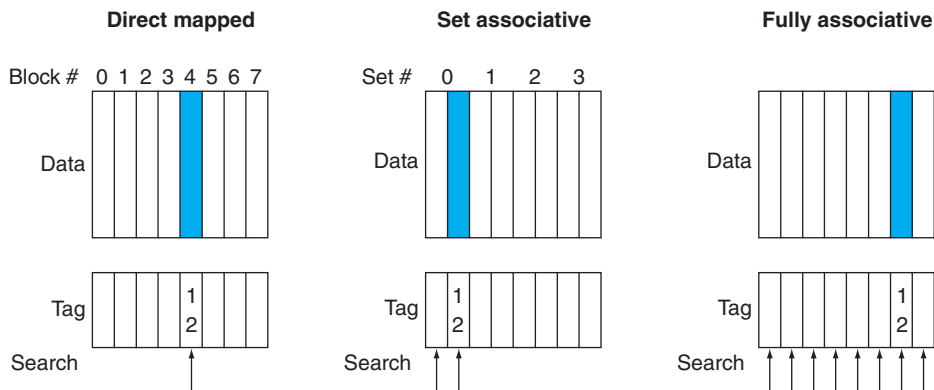 Direct mapped
Set associative
Fully associative
Block # 0 1 2 3 4 5 6 7
Set # 0 1 2 3
Data
Data
Data
Tag
1
2
Tag
1
2
Tag
1
2
Search
Search
Search